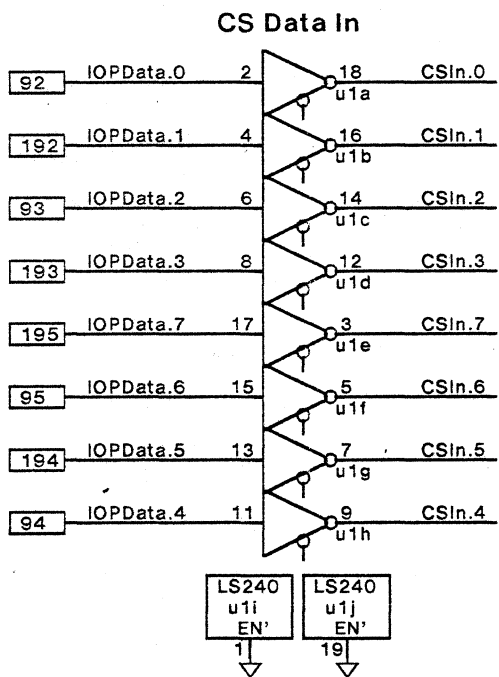 CS Data In
92 IOPData.0 2 18 CSIn.0
u1a
192 IOPData.1 4 16 CSIn.1
u1b
93 IOPData.2 6 14 CSIn.2
u1c
193 IOPData.3 8 12 CSIn.3
u1d
195 IOPData.7 17 3 CSIn.7
u1e
95 IOPData.6 15 5 CSIn.6
u1f
194 IOPData.5 13 7 CSIn.5
u1g
94 IOPData.4 11 9 CSIn.4
u1h
LS240 LS240
u1i u1j
EN' EN'
1 19